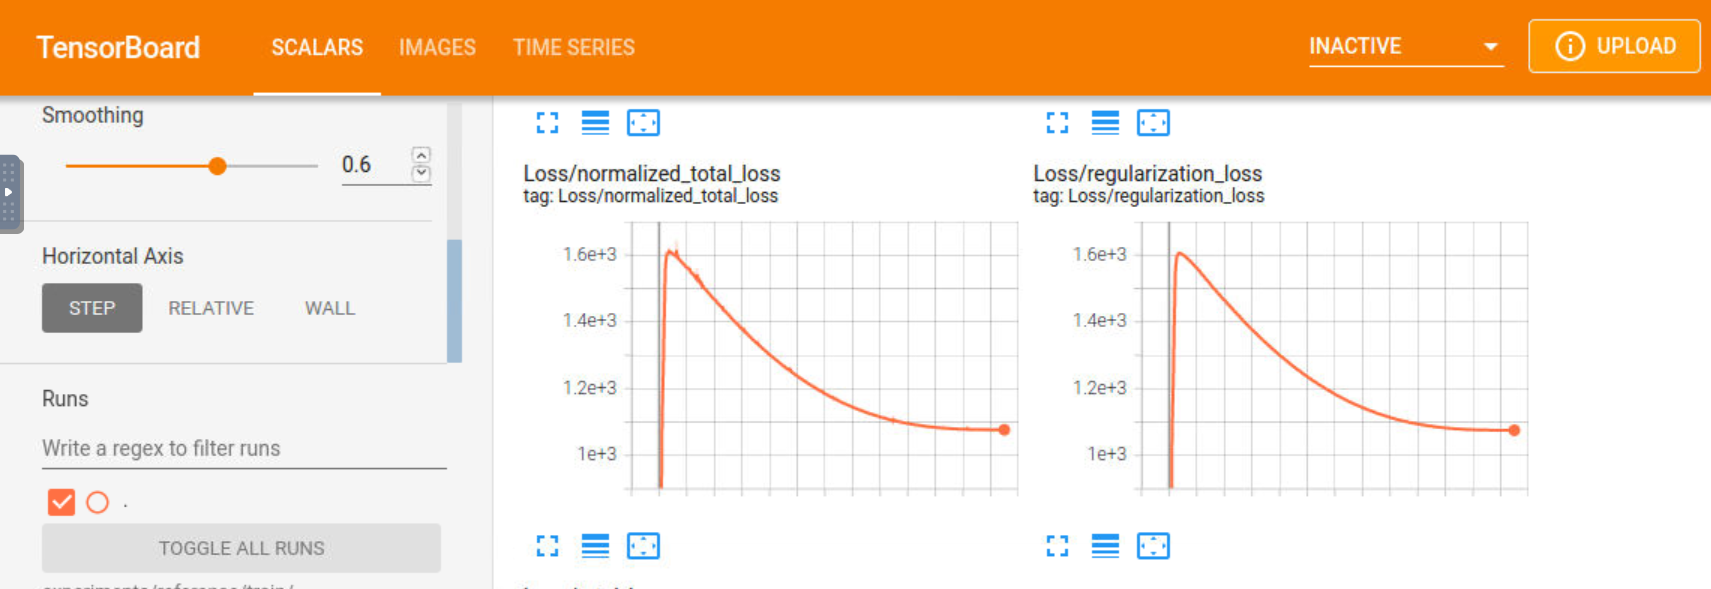 TensorBoard SCALARS IMAGES TIME SERIES INACTIVE UPLOAD
Smoothing
0.6
Horizontal Axis
STEP RELATIVE WALL
Runs
Write a regex to filter runs
.
TOGGLE ALL RUNS
Loss/normalized_total_loss
tag: Loss/normalized_total_loss
1.6e+3
1.4e+3
1.2e+3
1e+3
Loss/regularization_loss
tag: Loss/regularization_loss
1.6e+3
1.4e+3
1.2e+3
1e+3